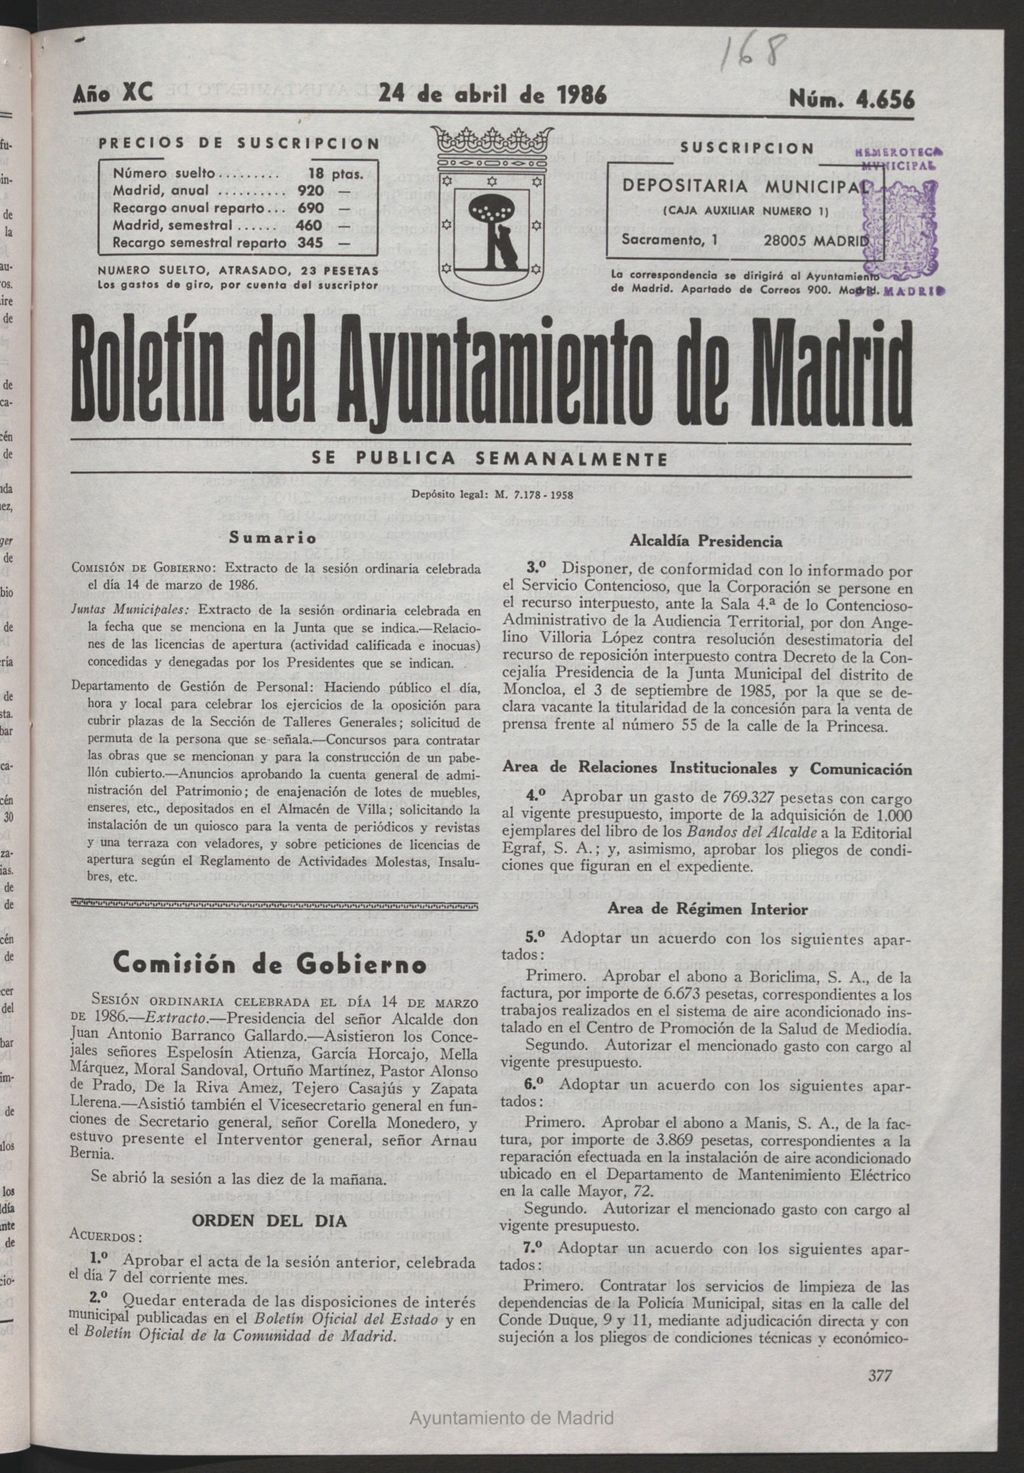 168
Año XC 24 de abril de 1986 Núm. 4.656
PRECIOS DE SUSCRIPCION
Número suelto......... 18 ptas.
Madrid, anual .......... 920 —
Recargo anual reparto... 690 —
Madrid, semestral ...... 460 —
Recargo semestral reparto 345 —
NUMERO SUELTO, ATRASADO, 23 PESETAS
Los gastos de giro, por cuenta del suscriptor
SUSCRIPCION
DEPOSITARIA MUNICIPAL
(CAJA AUXILIAR NUMERO 1)
Sacramento, 1 28005 MADRID
La correspondencia se dirigirá al Ayuntamiento
de Madrid. Apartado de Correos 900. Madrid.
HEMEROTECA
MUNICIPAL
DE MADRID
Boletín del Ayuntamiento de Madrid
SE PUBLICA SEMANALMENTE
Depósito legal: M. 7.178 - 1958
Sumario
COMISIÓN DE GOBIERNO: Extracto de la sesión ordinaria celebrada
el día 14 de marzo de 1986.
Juntas Municipales: Extracto de la sesión ordinaria celebrada en
la fecha que se menciona en la Junta que se indica.—Relacio-
nes de las licencias de apertura (actividad calificada e inocuas)
concedidas y denegadas por los Presidentes que se indican.
Departamento de Gestión de Personal: Haciendo público el día,
hora y local para celebrar los ejercicios de la oposición para
cubrir plazas de la Sección de Talleres Generales; solicitud de
permuta de la persona que se señala.—Concursos para contratar
las obras que se mencionan y para la construcción de un pabe-
llón cubierto.—Anuncios aprobando la cuenta general de admi-
nistración del Patrimonio; de enajenación de lotes de muebles,
enseres, etc., depositados en el Almacén de Villa; solicitando la
instalación de un quiosco para la venta de periódicos y revistas
y una terraza con veladores, y sobre peticiones de licencias de
apertura según el Reglamento de Actividades Molestas, Insalu-
bres, etc.
Comisión de Gobierno
SESIÓN ORDINARIA CELEBRADA EL DÍA 14 DE MARZO
DE 1986.—Extracto.—Presidencia del señor Alcalde don
Juan Antonio Barranco Gallardo.—Asistieron los Conce-
jales señores Espelosín Atienza, García Horcajo, Mella
Márquez, Moral Sandoval, Ortuño Martínez, Pastor Alonso
de Prado, De la Riva Amez, Tejero Casajús y Zapata
Llerena.—Asistió también el Vicesecretario general en fun-
ciones de Secretario general, señor Corella Monedero, y
estuvo presente el Interventor general, señor Arnau
Bernia.
Se abrió la sesión a las diez de la mañana.
ORDEN DEL DIA
ACUERDOS:
1.º Aprobar el acta de la sesión anterior, celebrada
el día 7 del corriente mes.
2.º Quedar enterada de las disposiciones de interés
municipal publicadas en el Boletín Oficial del Estado y en
el Boletín Oficial de la Comunidad de Madrid.
Alcaldía Presidencia
3.º Disponer, de conformidad con lo informado por
el Servicio Contencioso, que la Corporación se persone en
el recurso interpuesto, ante la Sala 4.ª de lo Contencioso-
Administrativo de la Audiencia Territorial, por don Ange-
lino Villoria López contra resolución desestimatoria del
recurso de reposición interpuesto contra Decreto de la Con-
cejalía Presidencia de la Junta Municipal del distrito de
Moncloa, el 3 de septiembre de 1985, por la que se de-
clara vacante la titularidad de la concesión para la venta de
prensa frente al número 55 de la calle de la Princesa.
Area de Relaciones Institucionales y Comunicación
4.º Aprobar un gasto de 769.327 pesetas con cargo
al vigente presupuesto, importe de la adquisición de 1.000
ejemplares del libro de los Bandos del Alcalde a la Editorial
Egraf, S. A.; y, asimismo, aprobar los pliegos de condi-
ciones que figuran en el expediente.
Area de Régimen Interior
5.º Adoptar un acuerdo con los siguientes apar-
tados:
Primero. Aprobar el abono a Boriclima, S. A., de la
factura, por importe de 6.673 pesetas, correspondientes a los
trabajos realizados en el sistema de aire acondicionado ins-
talado en el Centro de Promoción de la Salud de Mediodía.
Segundo. Autorizar el mencionado gasto con cargo al
vigente presupuesto.
6.º Adoptar un acuerdo con los siguientes apar-
tados:
Primero. Aprobar el abono a Manis, S. A., de la fac-
tura, por importe de 3.869 pesetas, correspondientes a la
reparación efectuada en la instalación de aire acondicionado
ubicado en el Departamento de Mantenimiento Eléctrico
en la calle Mayor, 72.
Segundo. Autorizar el mencionado gasto con cargo al
vigente presupuesto.
7.º Adoptar un acuerdo con los siguientes apar-
tados:
Primero. Contratar los servicios de limpieza de las
dependencias de la Policía Municipal, sitas en la calle del
Conde Duque, 9 y 11, mediante adjudicación directa y con
sujeción a los pliegos de condiciones técnicas y económico-
377
Ayuntamiento de Madrid